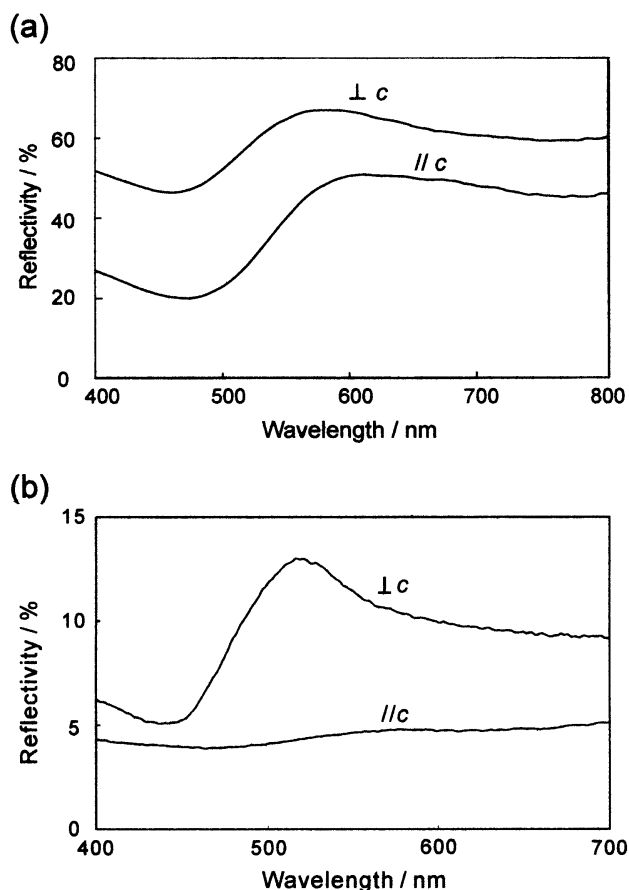 (a)
80
60
40
20
0
Reflectivity / %
⊥ c
// c
400 500 600 700 800
Wavelength / nm
(b)
15
10
5
0
Reflectivity / %
⊥ c
//c
400 500 600 700
Wavelength / nm